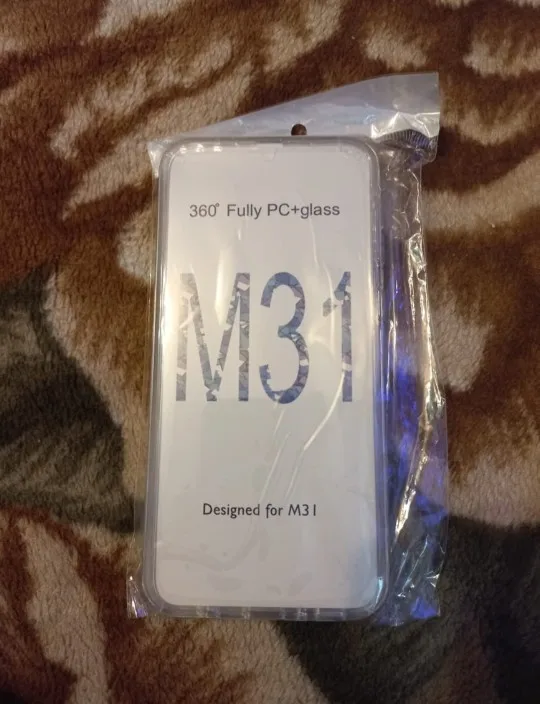 360° Fully PC+glass
M31
Designed for M31